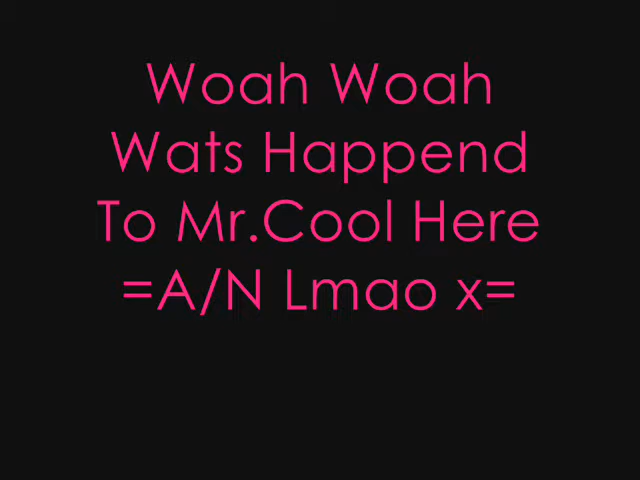 Woah Woah
Wats Happend
To Mr.Cool Here
=A/N Lmao x=